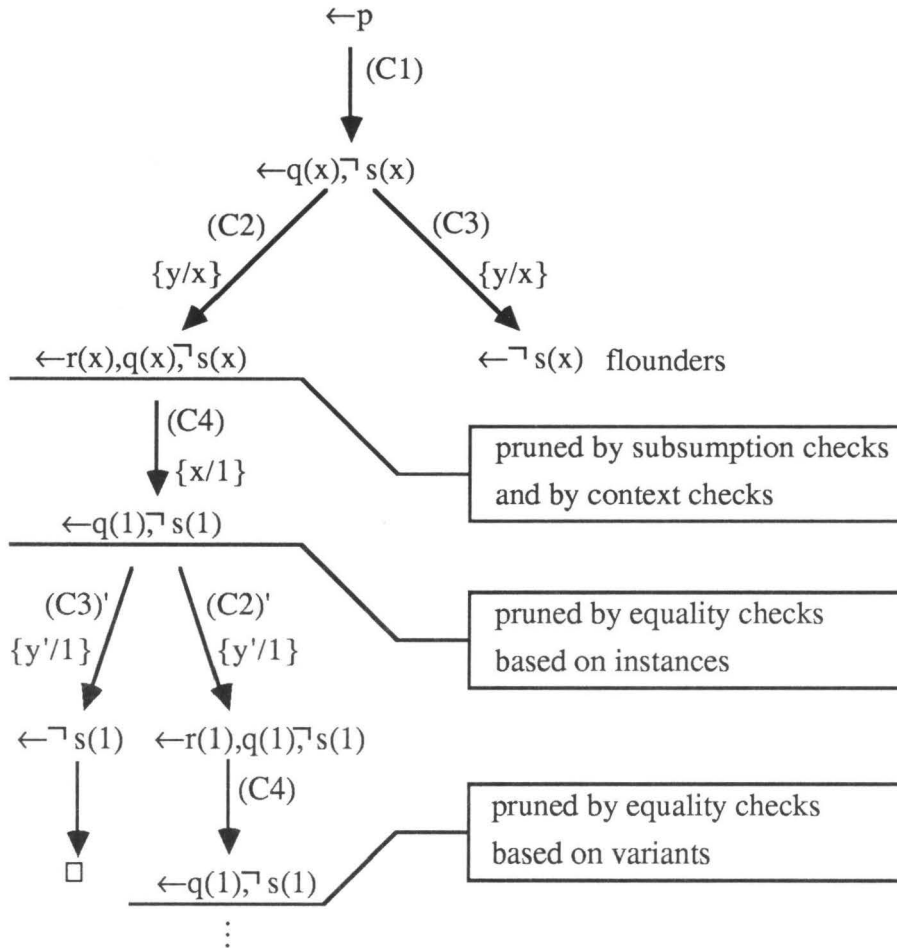 ←p
(C1)
←q(x),¬s(x)
(C2)
(C3)
{y/x}
{y/x}
←r(x),q(x),¬s(x)
←¬s(x) flounders
(C4)
{x/1}
pruned by subsumption checks
and by context checks
←q(1),¬s(1)
(C3)'
(C2)'
{y'/1}
{y'/1}
pruned by equality checks
based on instances
←¬s(1)
←r(1),q(1),¬s(1)
(C4)
pruned by equality checks
based on variants
□
←q(1),¬s(1)
⋮